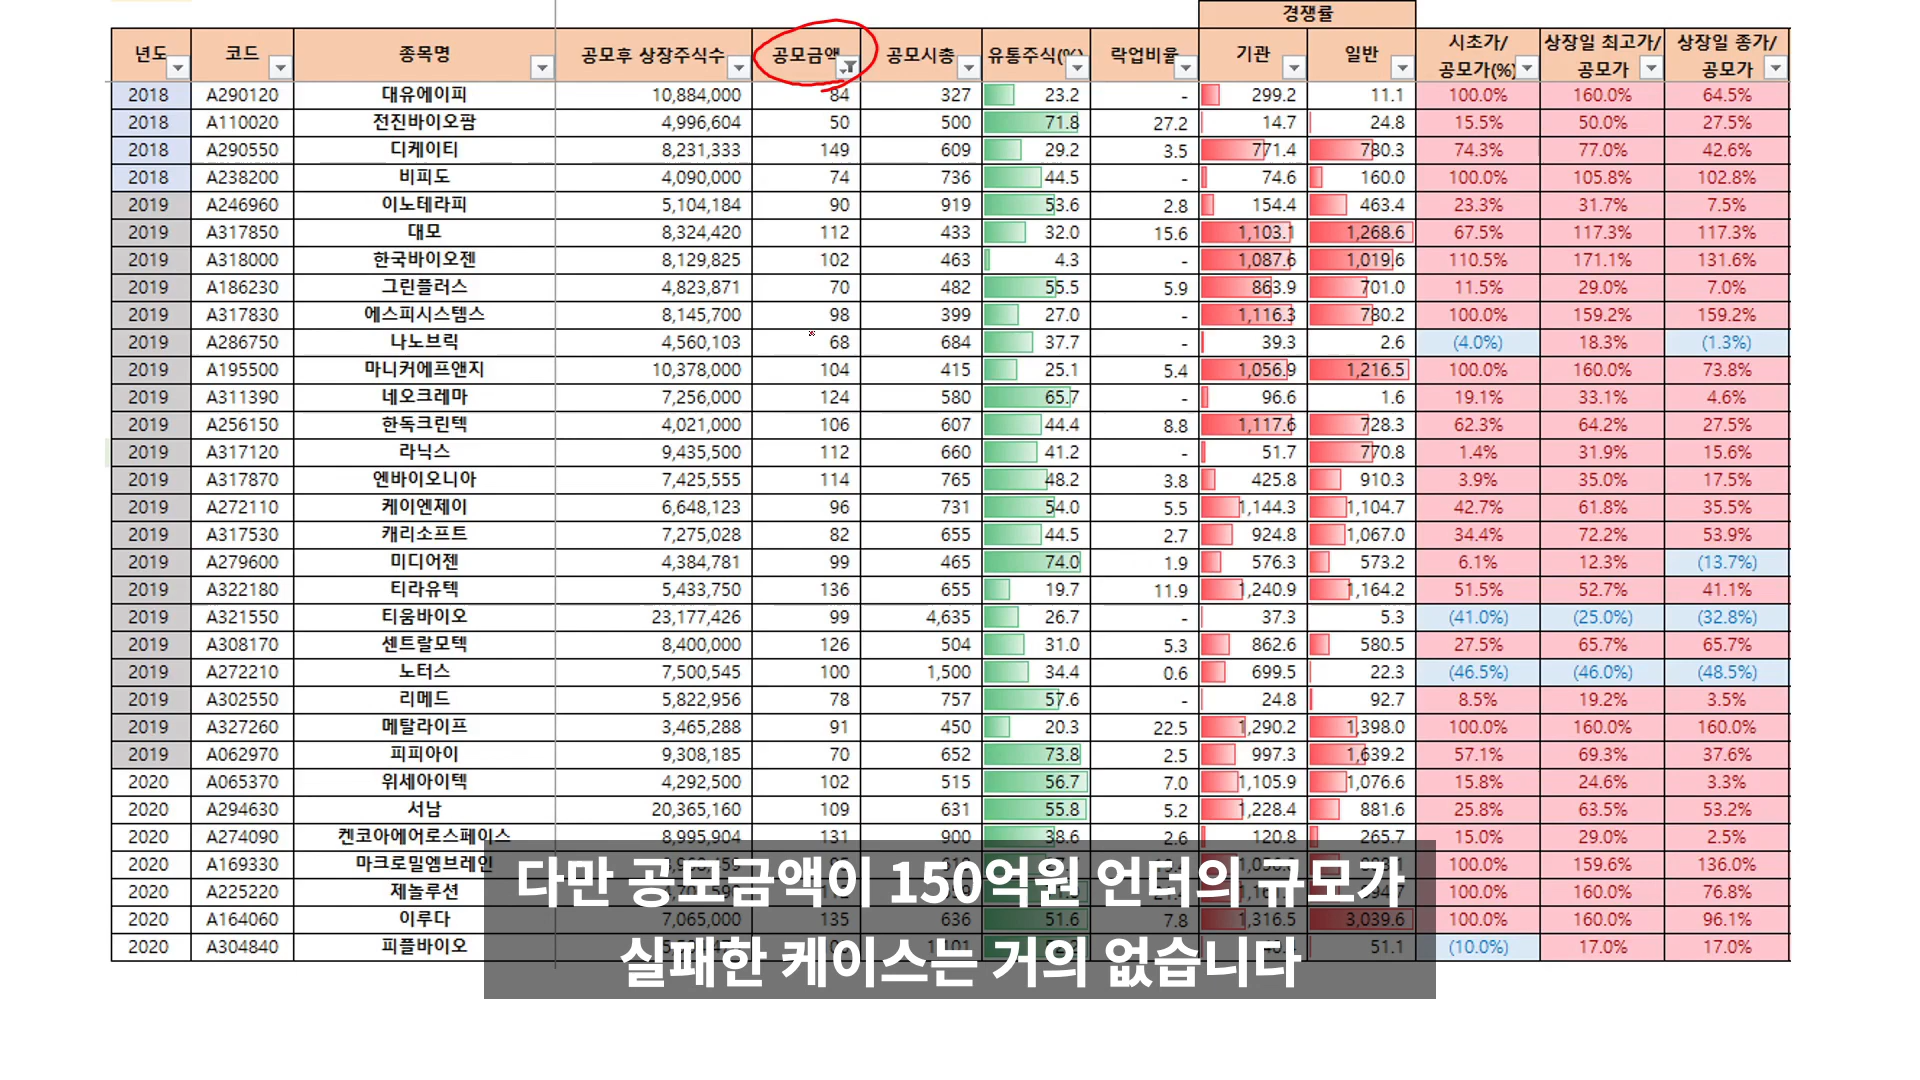 경쟁률
년도 코드 종목명 공모후 상장주식수 공모금액 공모시총 유통주식(%) 락업비율 기관 일반 시초가/ 공모가(%) 상장일 최고가/ 공모가 상장일 종가/ 공모가
2018 A290120 대유에이피 10,884,000 84 327 23.2 - 299.2 11.1 100.0% 160.0% 64.5%
2018 A110020 전진바이오팜 4,996,604 50 500 71.8 27.2 14.7 24.8 15.5% 50.0% 27.5%
2018 A290550 디케이티 8,231,333 149 609 29.2 3.5 771.4 780.3 74.3% 77.0% 42.6%
2018 A238200 비피도 4,090,000 74 736 44.5 - 74.6 160.0 100.0% 105.8% 102.8%
2019 A246960 이노테라피 5,104,184 90 919 53.6 2.8 154.4 463.4 23.3% 31.7% 7.5%
2019 A317850 대모 8,324,420 112 433 32.0 15.6 1,103.1 1,268.6 67.5% 117.3% 117.3%
2019 A318000 한국바이오젠 8,129,825 102 463 4.3 - 1,087.6 1,019.6 110.5% 171.1% 131.6%
2019 A186230 그린플러스 4,823,871 70 482 55.5 5.9 863.9 701.0 11.5% 29.0% 7.0%
2019 A317830 에스피시스템스 8,145,700 98 399 27.0 - 1,116.3 780.2 100.0% 159.2% 159.2%
2019 A286750 나노브릭 4,560,103 68 684 37.7 - 39.3 2.6 (4.0%) 18.3% (1.3%)
2019 A195500 마니커에프앤지 10,378,000 104 415 25.1 5.4 1,056.9 1,216.5 100.0% 160.0% 73.8%
2019 A311390 네오크레마 7,256,000 124 580 65.7 - 96.6 1.6 19.1% 33.1% 4.6%
2019 A256150 한독크린텍 4,021,000 106 607 44.4 8.8 1,117.6 728.3 62.3% 64.2% 27.5%
2019 A317120 라닉스 9,435,500 112 660 41.2 - 51.7 770.8 1.4% 31.9% 15.6%
2019 A317870 엔바이오니아 7,425,555 114 765 48.2 3.8 425.8 910.3 3.9% 35.0% 17.5%
2019 A272110 케이엔제이 6,648,123 96 731 54.0 5.5 1,144.3 1,104.7 42.7% 61.8% 35.5%
2019 A317530 캐리소프트 7,275,028 82 655 44.5 2.7 924.8 1,067.0 34.4% 72.2% 53.9%
2019 A279600 미디어젠 4,384,781 99 465 74.0 1.9 576.3 573.2 6.1% 12.3% (13.7%)
2019 A322180 티라유텍 5,433,750 136 655 19.7 11.9 1,240.9 1,164.2 51.5% 52.7% 41.1%
2019 A321550 티움바이오 23,177,426 99 4,635 26.7 - 37.3 5.3 (41.0%) (25.0%) (32.8%)
2019 A308170 센트랄모텍 8,400,000 126 504 31.0 5.3 862.6 580.5 27.5% 65.7% 65.7%
2019 A272210 노터스 7,500,545 100 1,500 34.4 0.6 699.5 22.3 (46.5%) (46.0%) (48.5%)
2019 A302550 리메드 5,822,956 78 757 57.6 - 24.8 92.7 8.5% 19.2% 3.5%
2019 A327260 메탈라이프 3,465,288 91 450 20.3 22.5 1,290.2 1,398.0 100.0% 160.0% 160.0%
2019 A062970 피피아이 9,308,185 70 652 73.8 2.5 997.3 1,639.2 57.1% 69.3% 37.6%
2020 A065370 위세아이텍 4,292,500 102 515 56.7 7.0 1,105.9 1,076.6 15.8% 24.6% 3.3%
2020 A294630 서남 20,365,160 109 631 55.8 5.2 1,228.4 881.6 25.8% 63.5% 53.2%
2020 A274090 켄코아에어로스페이스 8,995,904 131 900 38.6 2.6 120.8 265.7 15.0% 29.0% 2.5%
2020 A169330 마크로밀엠브레인 100.0% 159.6% 136.0%
2020 A225220 제놀루션 100.0% 160.0% 76.8%
2020 A164060 이루다 7,065,000 135 636 51.6 7.8 1,316.5 3,039.6 100.0% 160.0% 96.1%
2020 A304840 피플바이오 51.1 (10.0%) 17.0% 17.0%
다만 공모금액이 150억원 언더의 규모가
실패한 케이스는 거의 없습니다